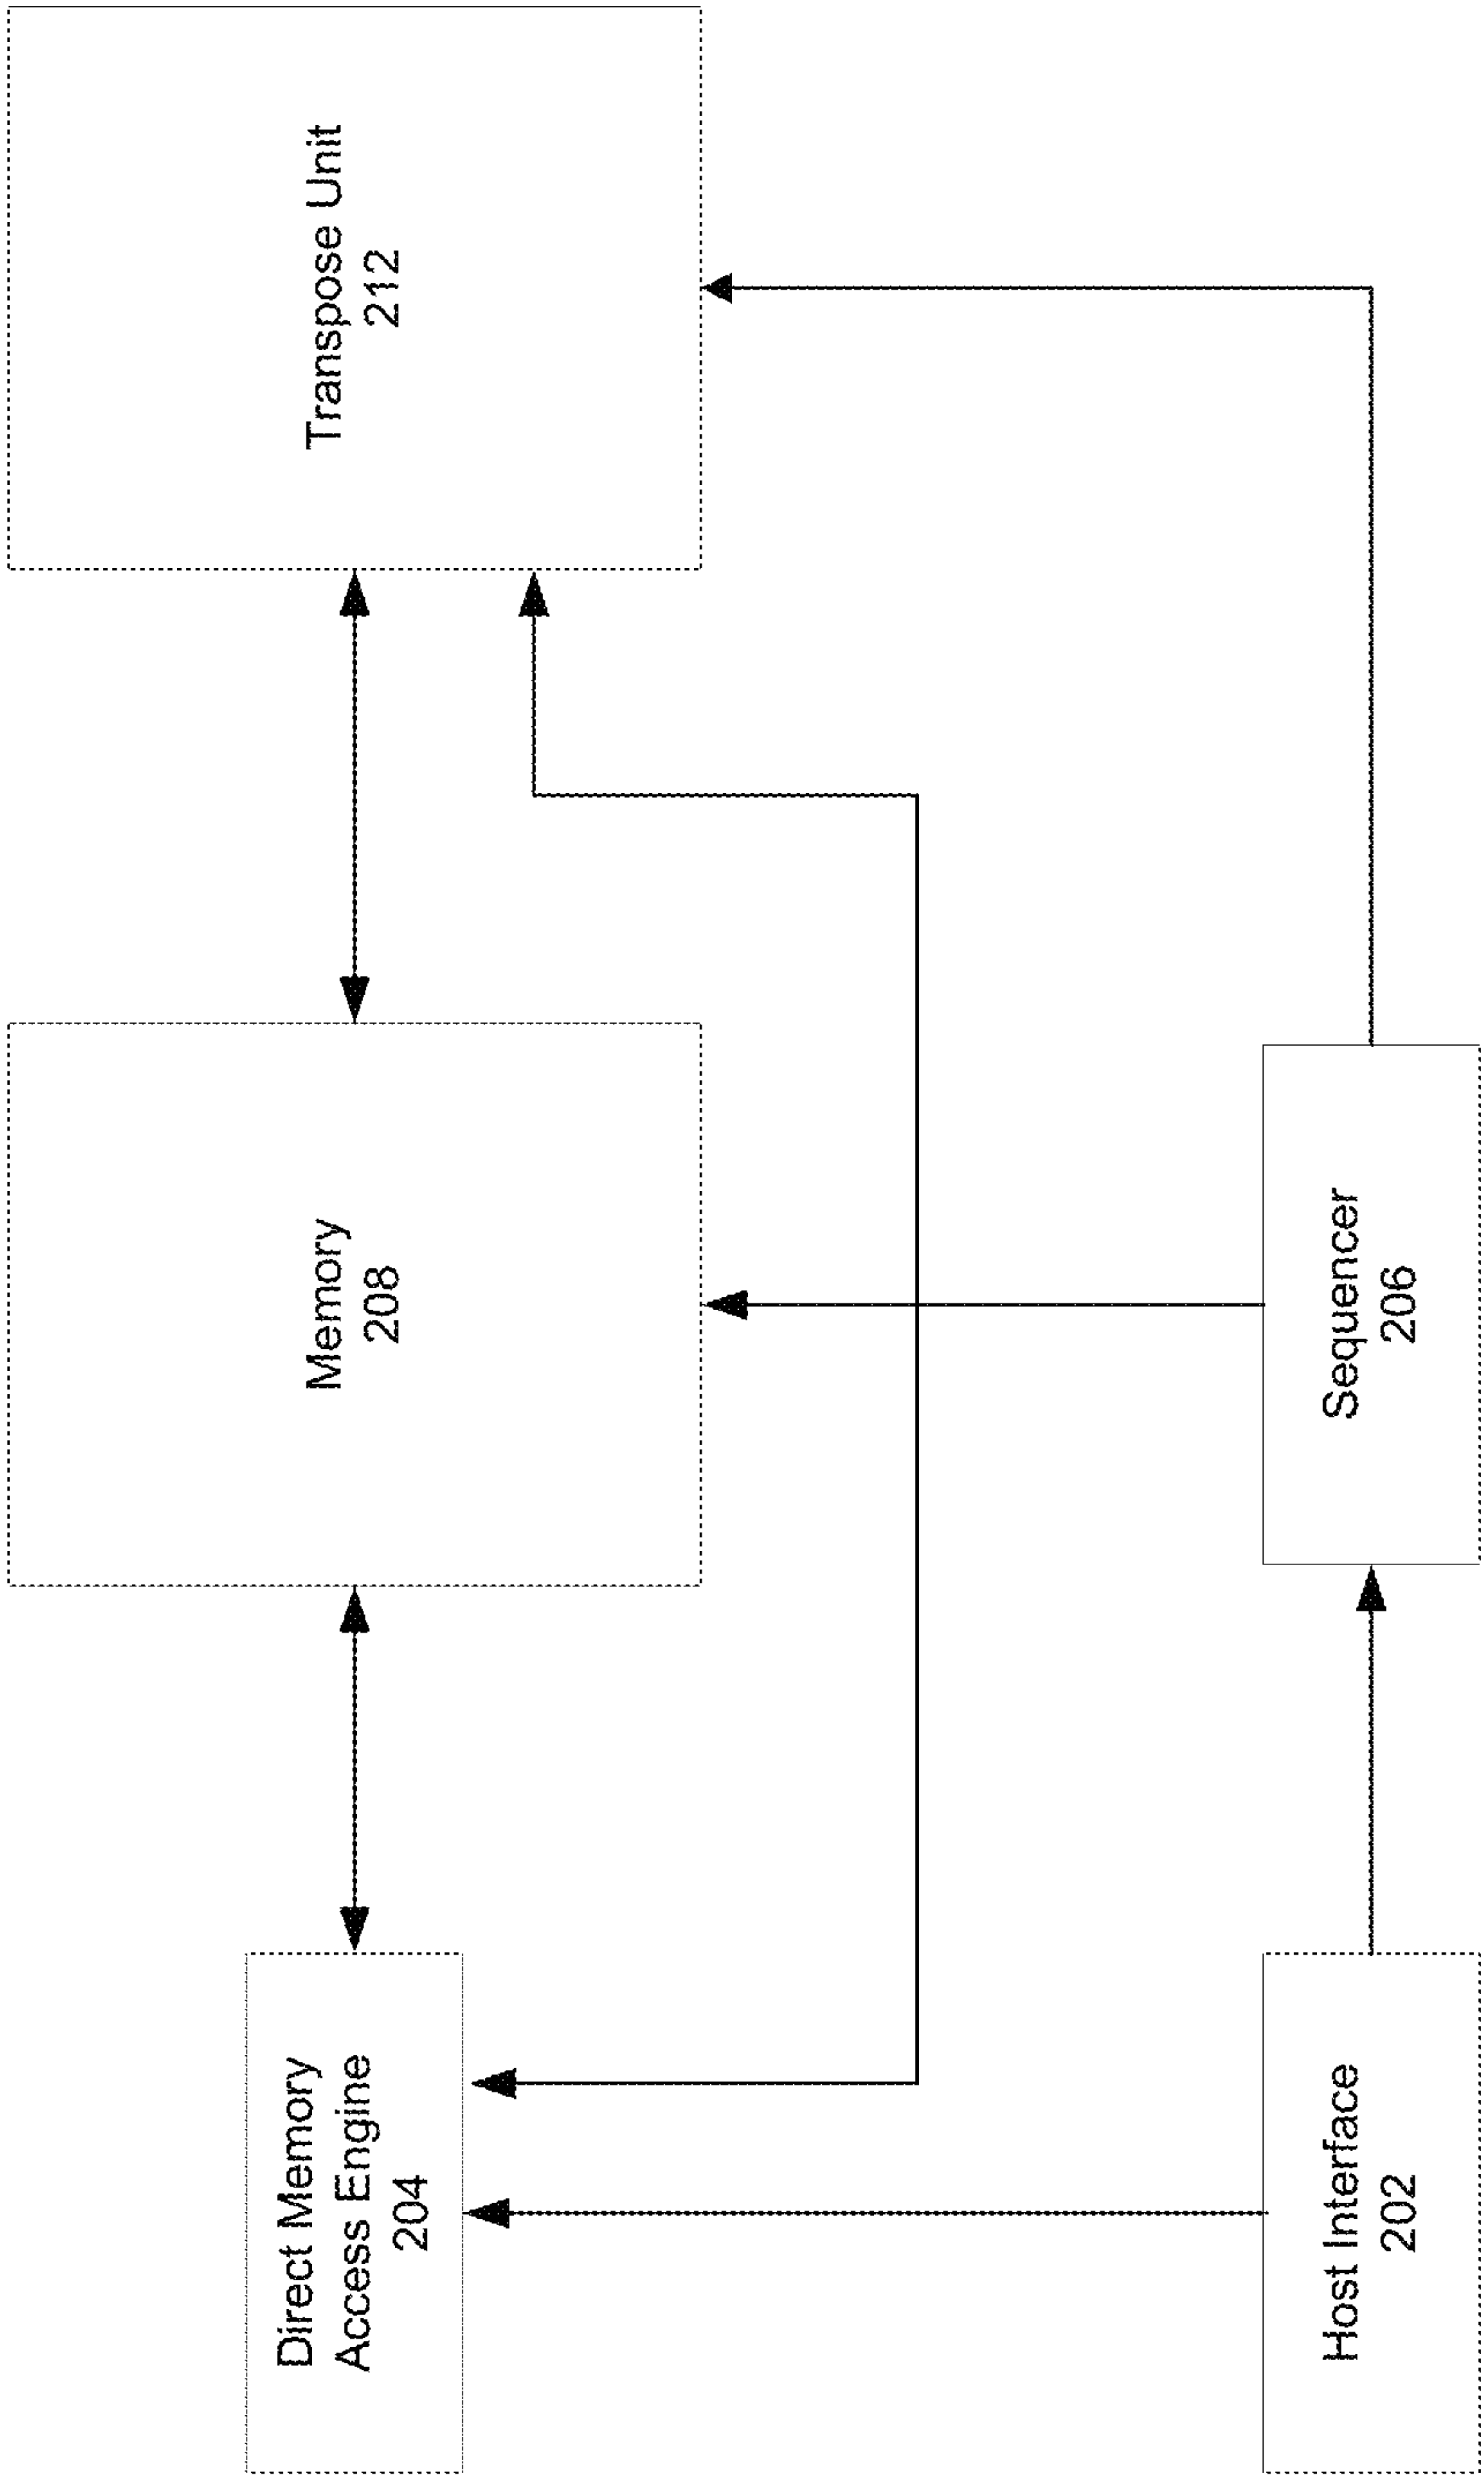 Direct Memory
Access Engine
204
Memory
208
Transpose Unit
212
Host Interface
202
Sequencer
206